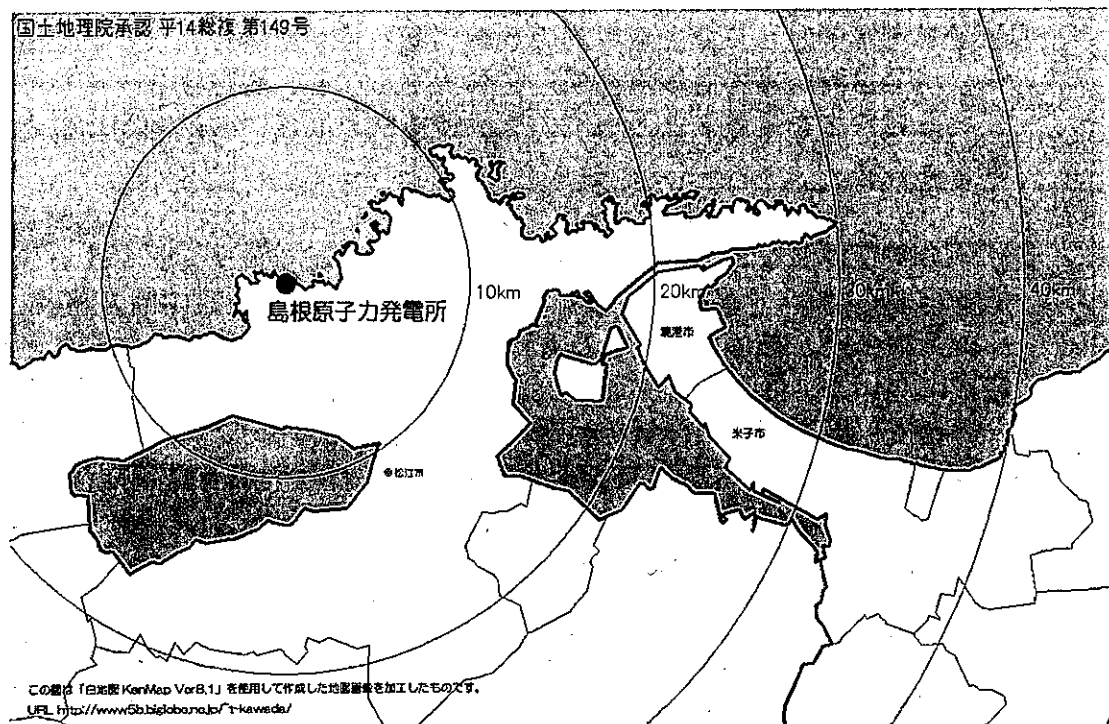 国土地理院承認 平14総複 第149号
島根原子力発電所
10km
20km
30km
40km
境港市
米子市
松江市
この図は「白地図 KenMap Ver8.1」を使用して作成した地図画像を加工したものです。
URL http://www5b.biglobe.ne.jp/~t-kawada/